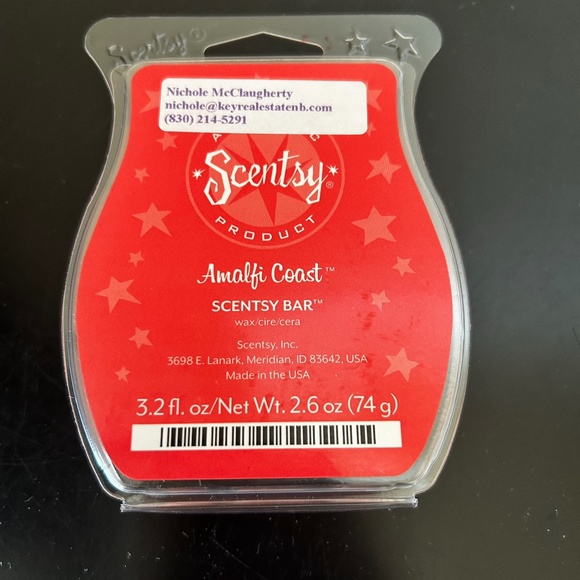 Scentsy
Nichole McClaugherty
nichole@keyrealestatenb.com
(830) 214-5291
Scentsy®
PRODUCT
Amalfi Coast™
SCENTSY BAR™
wax/cire/cera
Scentsy, Inc.
3698 E. Lanark, Meridian, ID 83642, USA
Made in the USA
3.2 fl. oz/Net Wt. 2.6 oz (74 g)